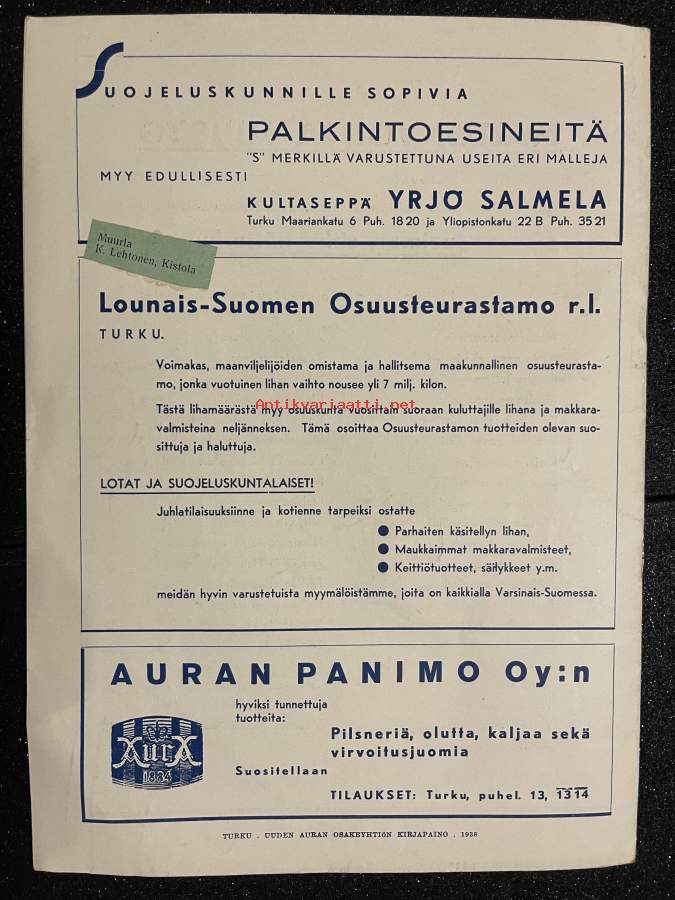 SUOJELUSKUNNILLE SOPIVIA
PALKINTOESINEITÄ
"S" MERKILLÄ VARUSTETTUNA USEITA ERI MALLEJA
MYY EDULLISESTI
KULTASEPPÄ YRJÖ SALMELA
Turku Maariankatu 6 Puh. 18 20 ja Yliopistonkatu 22 B Puh. 35 21
Muurla
K. Lehtonen, Kistola
Lounais-Suomen Osuusteurastamo r.l.
TURKU.
Voimakas, maanviljelijöiden omistama ja hallitsema maakunnallinen osuusteurasta-
mo, jonka vuotuinen lihan vaihto nousee yli 7 milj. kilon.
Antikvariaatti.net
Tästä lihamäärästä myy osuuskunta vuosittain suoraan kuluttajille lihana ja makkara-
valmisteina neljänneksen. Tämä osoittaa Osuusteurastamon tuotteiden olevan suo-
sittuja ja haluttuja.
LOTAT JA SUOJELUSKUNTALAISET!
Juhlatilaisuuksiinne ja kotienne tarpeiksi ostatte
● Parhaiten käsitellyn lihan,
● Maukkaimmat makkaravalmisteet,
● Keittiötuotteet, säilykkeet y.m.
meidän hyvin varustetuista myymälöistämme, joita on kaikkialla Varsinais-Suomessa.
AURAN PANIMO Oy:n
hyviksi tunnettuja
tuotteita:
Pilsneriä, olutta, kaljaa sekä
virvoitusjuomia
AurA
1884
Suositellaan
TILAUKSET: Turku, puhel. 13, 1314
TURKU . UUDEN AURAN OSAKEYHTIÖN KIRJAPAINO . 1938